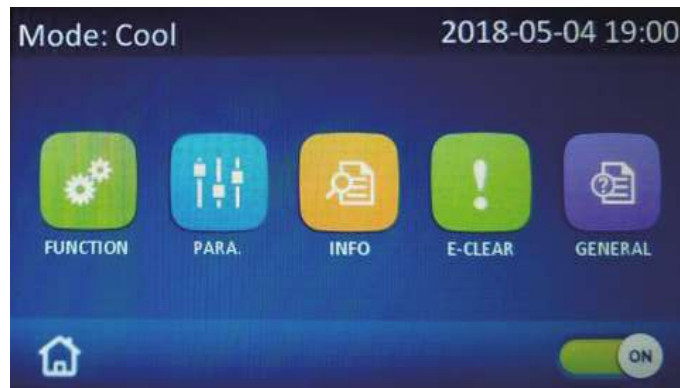 Mode: Cool
2018-05-04 19:00
FUNCTION
PARA.
INFO
E-CLEAR
GENERAL
ON